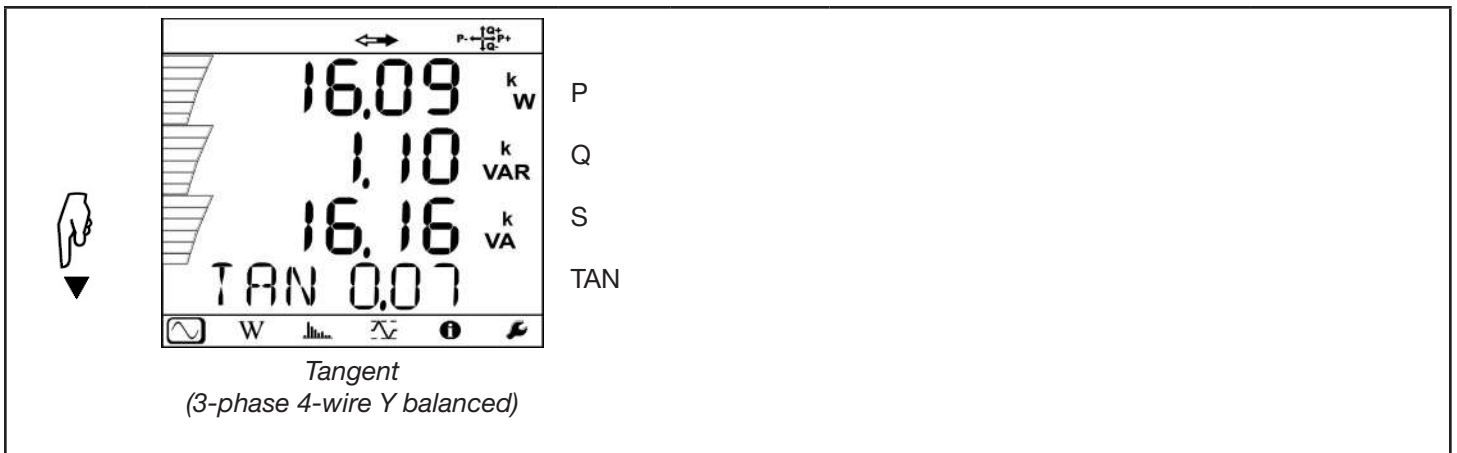 P- Q+ P+
Q-
16.09 k W P
1.10 k VAR Q
16.16 k VA S
TAN 0.07 TAN
W
Tangent
(3-phase 4-wire Y balanced)